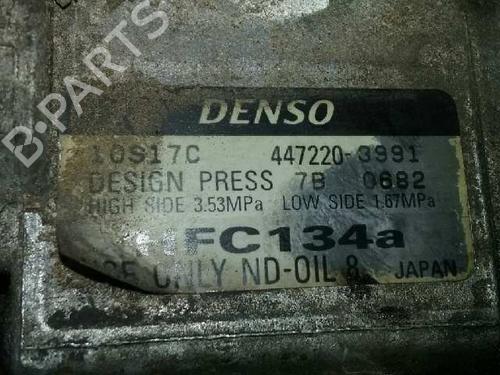 B-PARTS
DENSO
10S17C 447220-3991
DESIGN PRESS 7B 0682
HIGH SIDE 3.53MPa LOW SIDE 1.67MPa
HFC134a
USE ONLY ND-OIL 8 JAPAN